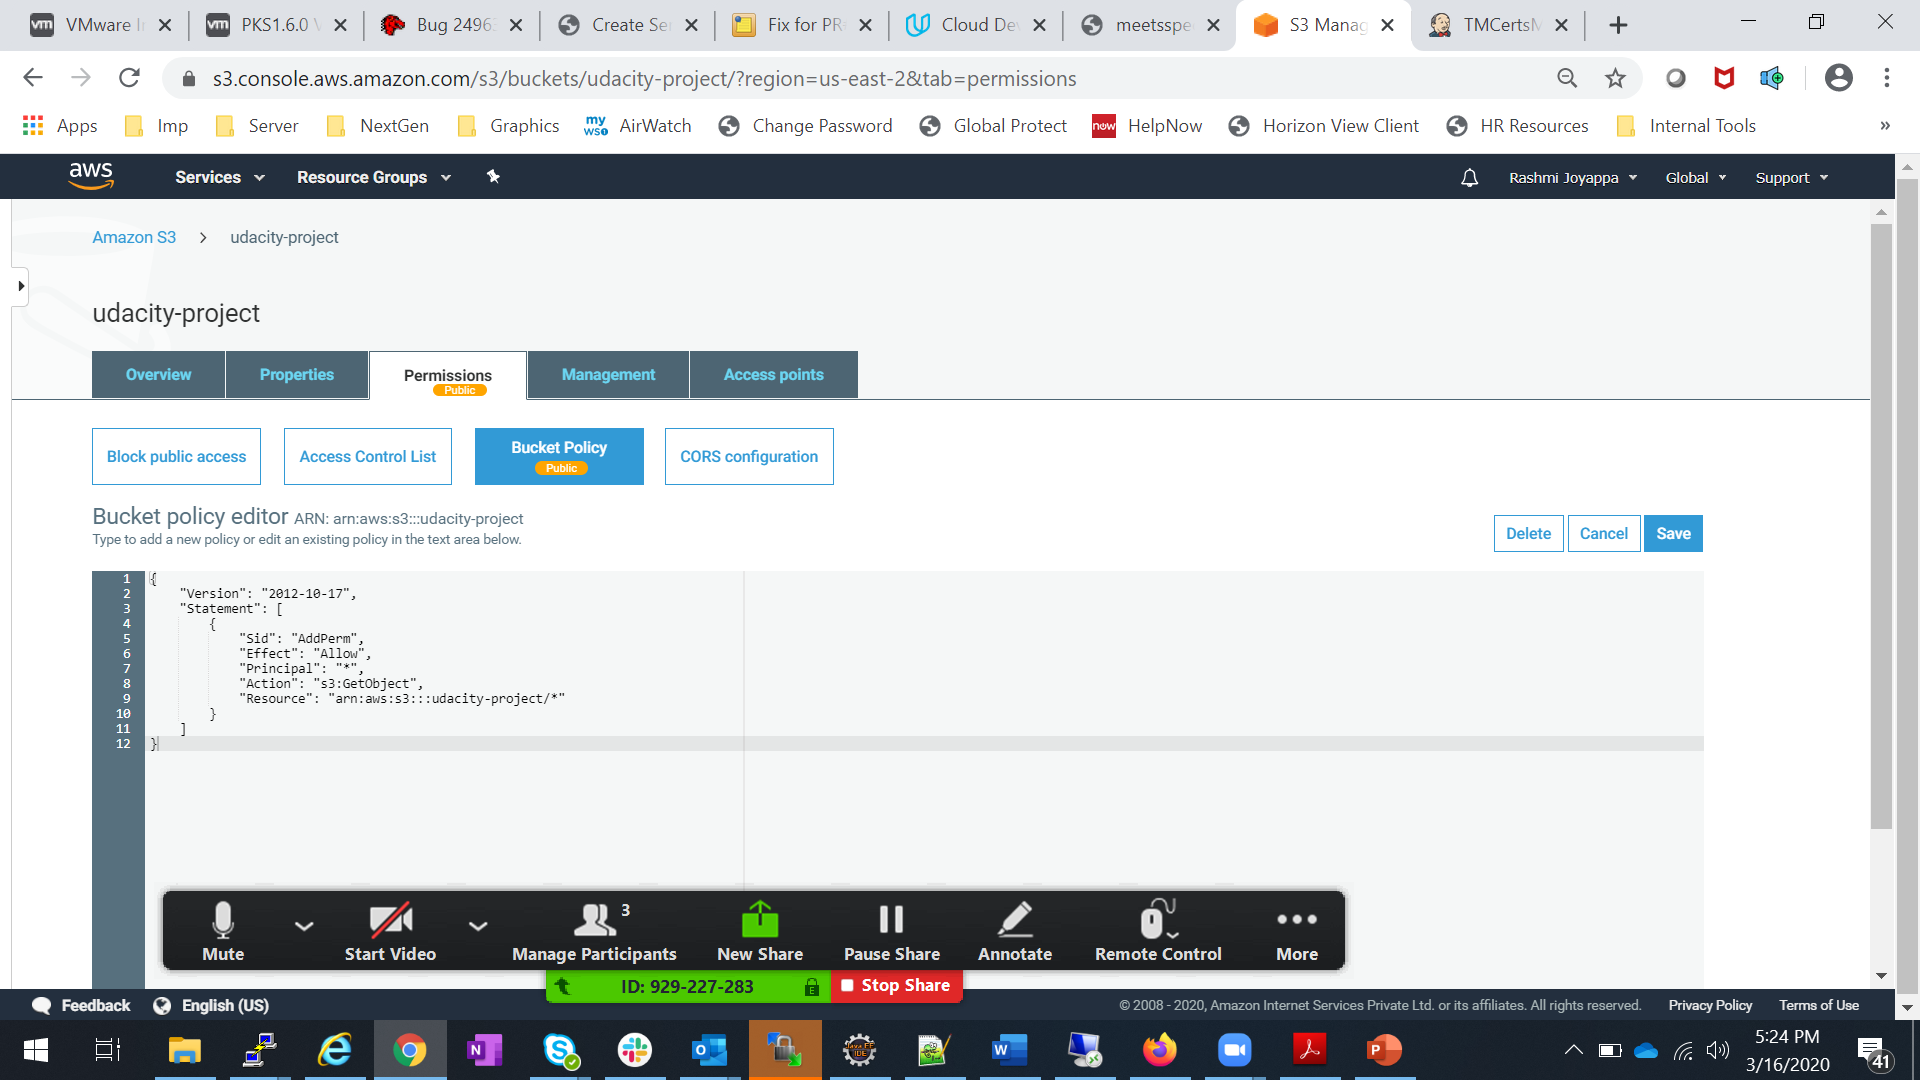 VMware I
PKS1.6.0 V
Bug 2496
Create Se
Fix for PR
Cloud De
meetsspe
S3 Manag
TMCertsM
s3.console.aws.amazon.com/s3/buckets/udacity-project/?region=us-east-2&tab=permissions
Apps
Imp
Server
NextGen
Graphics
my ws1 AirWatch
Change Password
Global Protect
now HelpNow
Horizon View Client
HR Resources
Internal Tools
»
aws
Services
Resource Groups
Rashmi Joyappa
Global
Support
Amazon S3 > udacity-project
udacity-project
Overview
Properties
Permissions
Public
Management
Access points
Block public access
Access Control List
Bucket Policy
Public
CORS configuration
Bucket policy editor ARN: arn:aws:s3:::udacity-project
Type to add a new policy or edit an existing policy in the text area below.
Delete
Cancel
Save
1 {
2 "Version": "2012-10-17",
3 "Statement": [
4 {
5 "Sid": "AddPerm",
6 "Effect": "Allow",
7 "Principal": "*",
8 "Action": "s3:GetObject",
9 "Resource": "arn:aws:s3:::udacity-project/*"
10 }
11 ]
12 }
Mute
Start Video
3
Manage Participants
New Share
Pause Share
Annotate
Remote Control
More
ID: 929-227-283
Stop Share
Feedback
English (US)
© 2008 - 2020, Amazon Internet Services Private Ltd. or its affiliates. All rights reserved.
Privacy Policy
Terms of Use
5:24 PM
3/16/2020
41